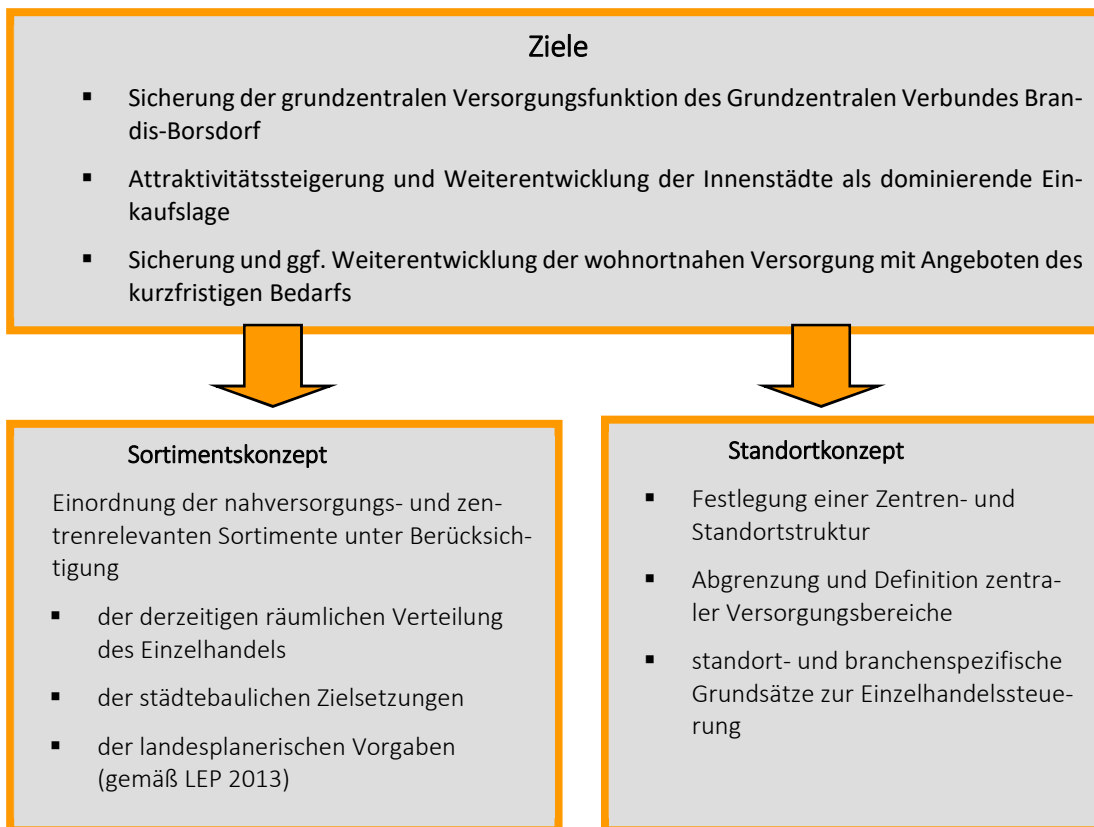 Ziele
▪ Sicherung der grundzentralen Versorgungsfunktion des Grundzentralen Verbundes Bran-
dis-Borsdorf
▪ Attraktivitätssteigerung und Weiterentwicklung der Innenstädte als dominierende Ein-
kaufslage
▪ Sicherung und ggf. Weiterentwicklung der wohnortnahen Versorgung mit Angeboten des
kurzfristigen Bedarfs
Sortimentskonzept
Einordnung der nahversorgungs- und zen-
trenrelevanten Sortimente unter Berücksich-
tigung
▪ der derzeitigen räumlichen Verteilung
des Einzelhandels
▪ der städtebaulichen Zielsetzungen
▪ der landesplanerischen Vorgaben
(gemäß LEP 2013)
Standortkonzept
▪ Festlegung einer Zentren- und
Standortstruktur
▪ Abgrenzung und Definition zentra-
ler Versorgungsbereiche
▪ standort- und branchenspezifische
Grundsätze zur Einzelhandelssteue-
rung